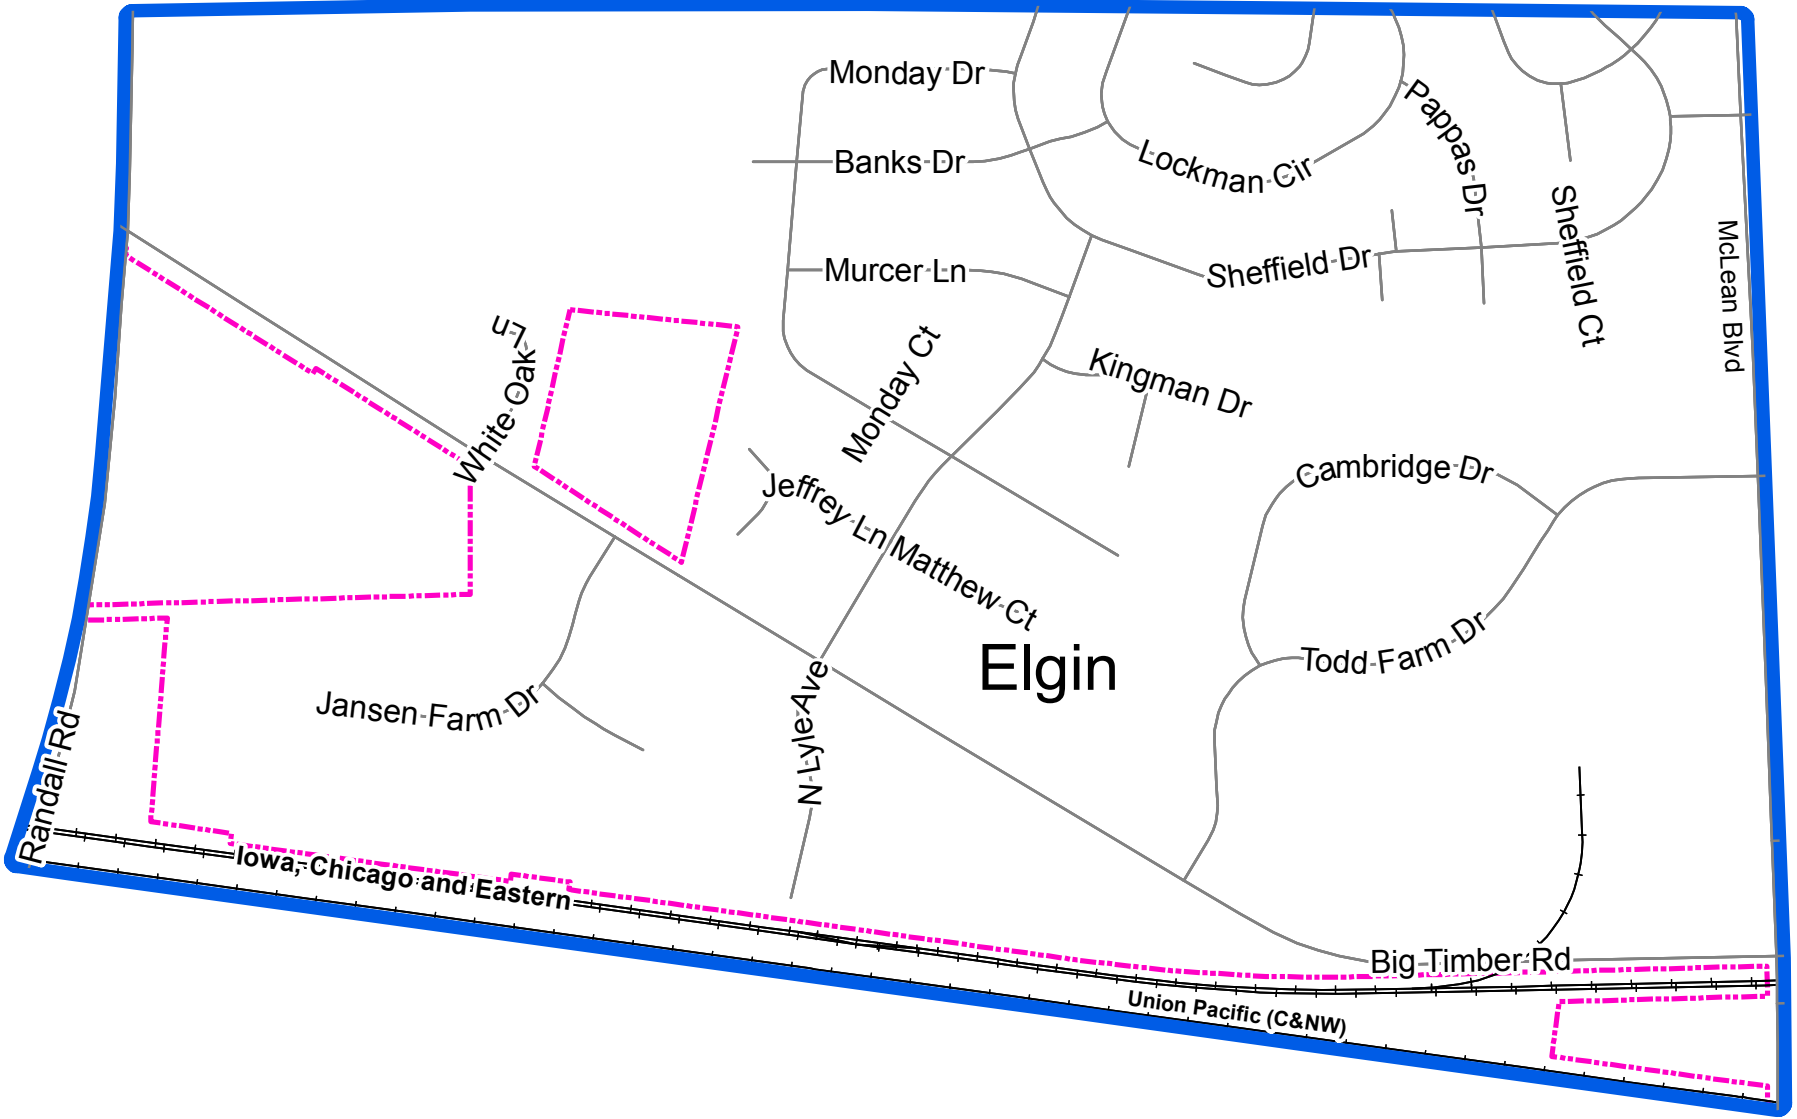 Monday Dr
Pappas Dr
Banks Dr
Lockman Cir
Sheffield Ct
McLean Blvd
Murcer Ln
Sheffield Dr
White Oak Ln
Monday Ct
Kingman Dr
Jeffrey Ln
Matthew Ct
Cambridge Dr
Elgin
Todd Farm Dr
Jansen Farm Dr
N Lyle Ave
Randall Rd
Iowa, Chicago and Eastern
Big Timber Rd
Union Pacific (C&NW)